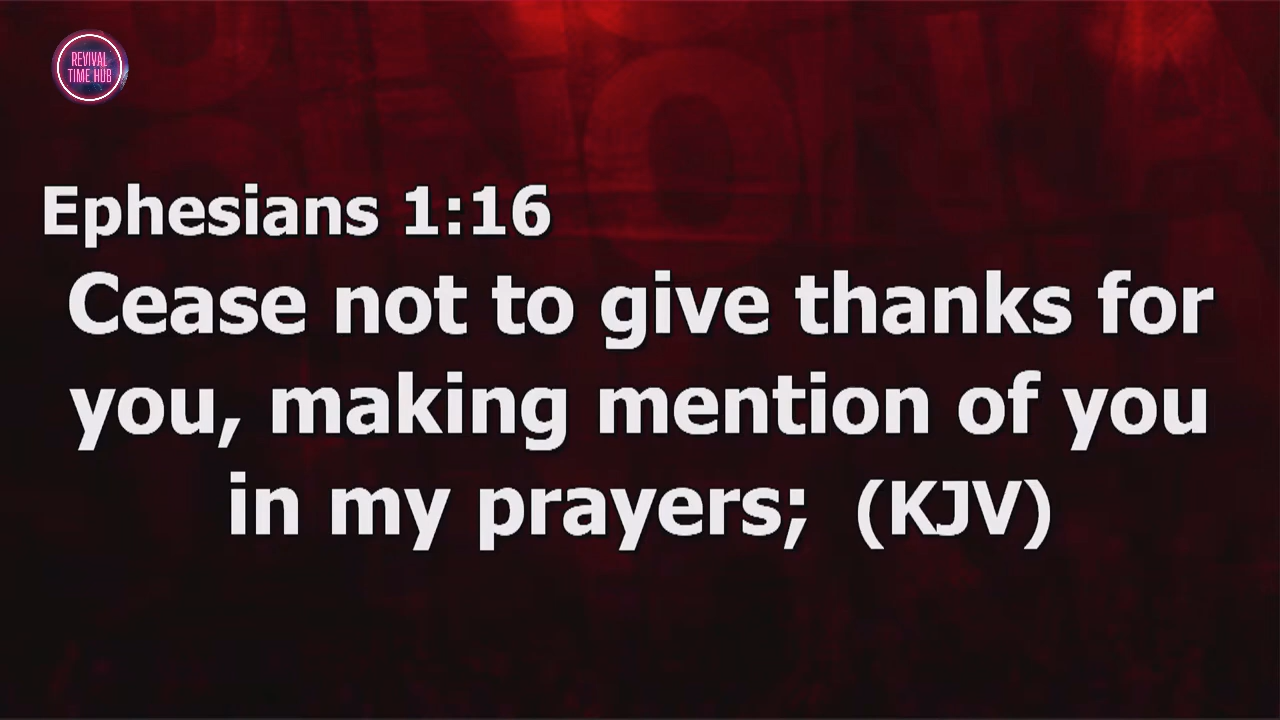 REVIVAL
TIME HUB
Ephesians 1:16
Cease not to give thanks for
you, making mention of you
in my prayers; (KJV)